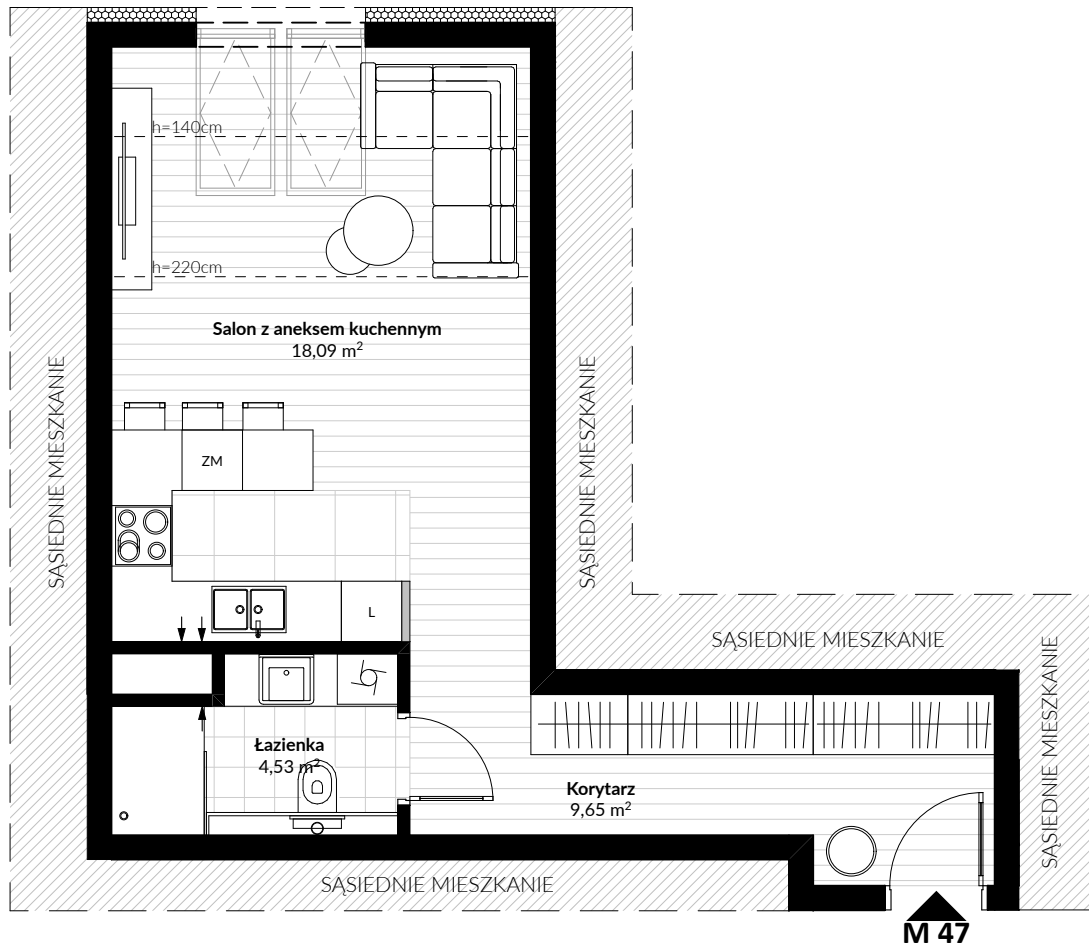 h=140cm
h=220cm
Salon z aneksem kuchennym
18,09 m²
SĄSIEDNIE MIESZKANIE
SĄSIEDNIE MIESZKANIE
ZM
L
SĄSIEDNIE MIESZKANIE
SĄSIEDNIE MIESZKANIE
Łazienka
4,53 m²
Korytarz
9,65 m²
SĄSIEDNIE MIESZKANIE
M 47